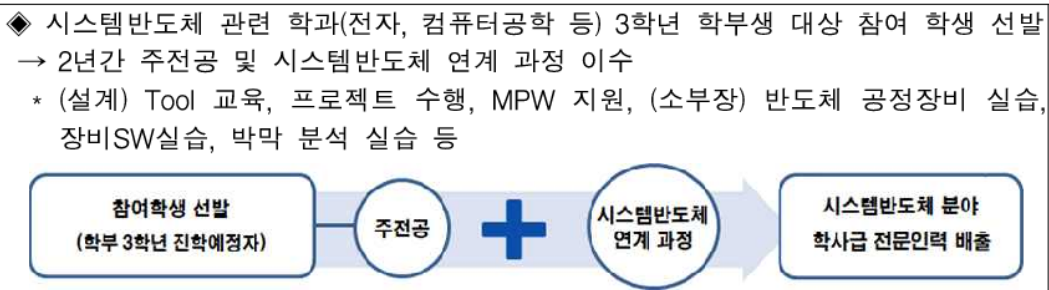 ◈ 시스템반도체 관련 학과(전자, 컴퓨터공학 등) 3학년 학부생 대상 참여 학생 선발
→ 2년간 주전공 및 시스템반도체 연계 과정 이수
* (설계) Tool 교육, 프로젝트 수행, MPW 지원, (소부장) 반도체 공정장비 실습,
장비SW실습, 박막 분석 실습 등
참여학생 선발
(학부 3학년 진학예정자)
주전공
시스템반도체
연계 과정
시스템반도체 분야
학사급 전문인력 배출